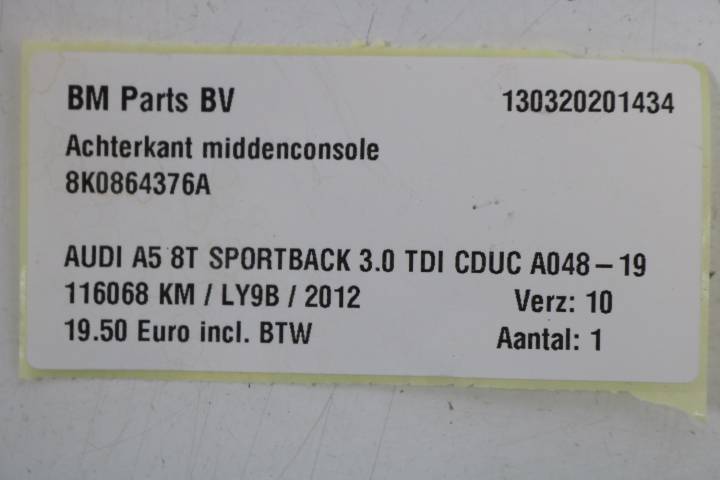 BM Parts BV 130320201434
Achterkant middenconsole
8K0864376A
AUDI A5 8T SPORTBACK 3.0 TDI CDUC A048-19
116068 KM / LY9B / 2012 Verz: 10
19.50 Euro incl. BTW Aantal: 1